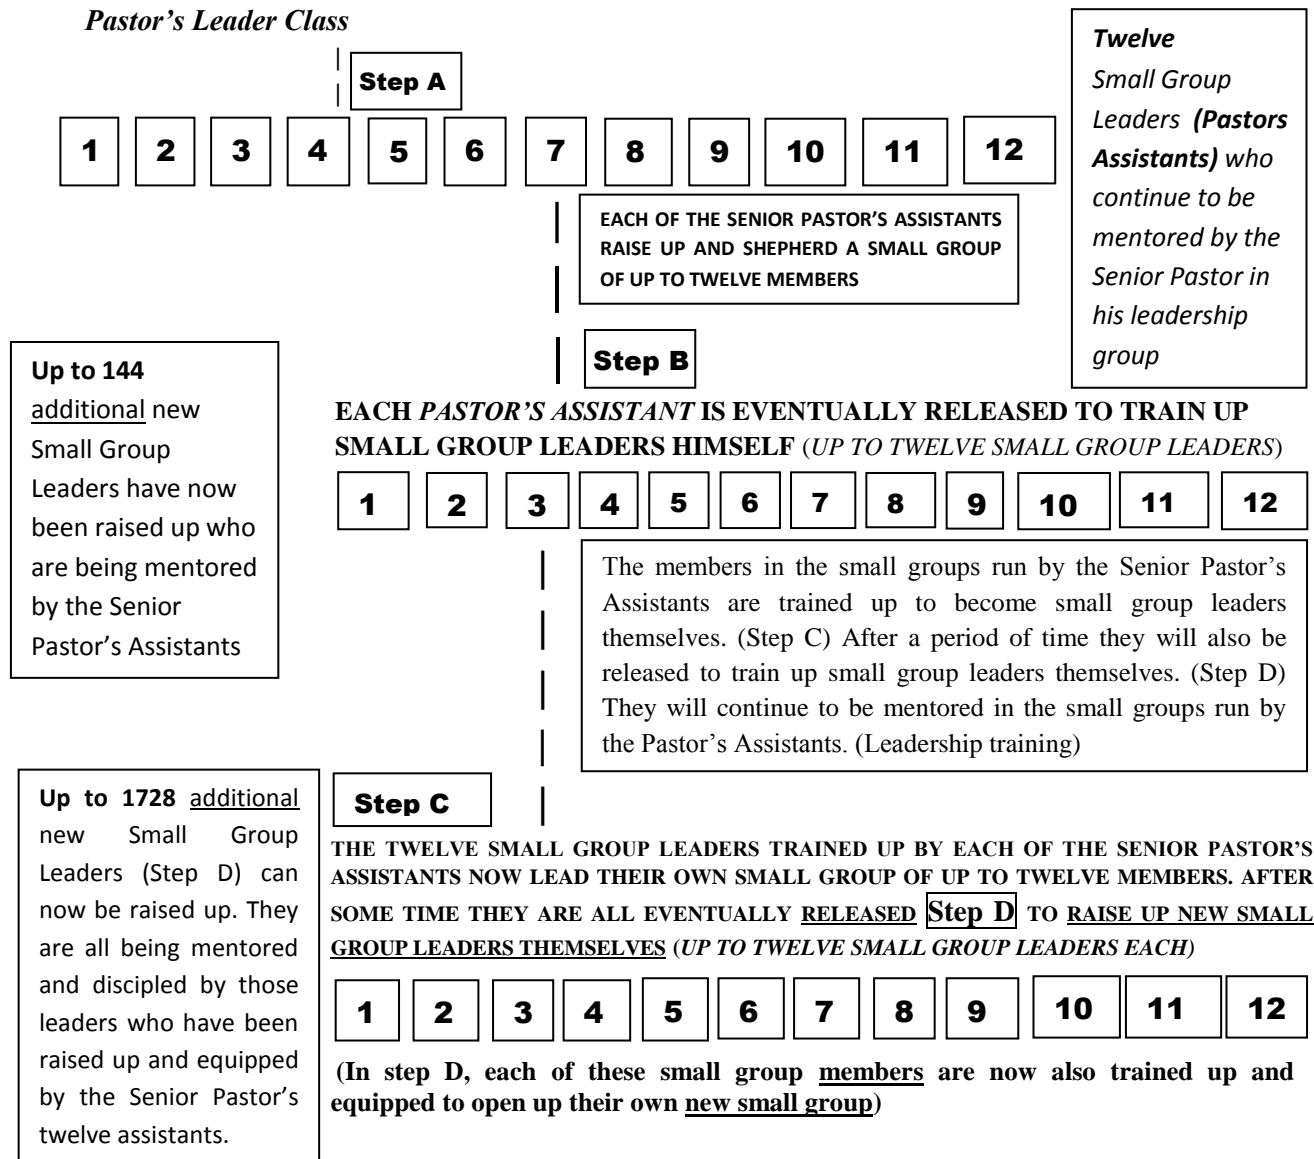 Pastor's Leader Class
Step A
Twelve
Small Group
Leaders (Pastors
Assistants) who
continue to be
mentored by the
Senior Pastor in
his leadership
group
1 2 3 4 5 6 7 8 9 10 11 12
EACH OF THE SENIOR PASTOR'S ASSISTANTS
RAISE UP AND SHEPHERD A SMALL GROUP
OF UP TO TWELVE MEMBERS
Step B
Up to 144
additional new
Small Group
Leaders have now
been raised up who
are being mentored
by the Senior
Pastor's Assistants
EACH PASTOR'S ASSISTANT IS EVENTUALLY RELEASED TO TRAIN UP
SMALL GROUP LEADERS HIMSELF (UP TO TWELVE SMALL GROUP LEADERS)
1 2 3 4 5 6 7 8 9 10 11 12
The members in the small groups run by the Senior Pastor's
Assistants are trained up to become small group leaders
themselves. (Step C) After a period of time they will also be
released to train up small group leaders themselves. (Step D)
They will continue to be mentored in the small groups run by
the Pastor's Assistants. (Leadership training)
Up to 1728 additional
new Small Group
Leaders (Step D) can
now be raised up. They
are all being mentored
and discipled by those
leaders who have been
raised up and equipped
by the Senior Pastor's
twelve assistants.
Step C
THE TWELVE SMALL GROUP LEADERS TRAINED UP BY EACH OF THE SENIOR PASTOR'S
ASSISTANTS NOW LEAD THEIR OWN SMALL GROUP OF UP TO TWELVE MEMBERS. AFTER
SOME TIME THEY ARE ALL EVENTUALLY RELEASED Step D TO RAISE UP NEW SMALL
GROUP LEADERS THEMSELVES (UP TO TWELVE SMALL GROUP LEADERS EACH)
1 2 3 4 5 6 7 8 9 10 11 12
(In step D, each of these small group members are now also trained up and
equipped to open up their own new small group)